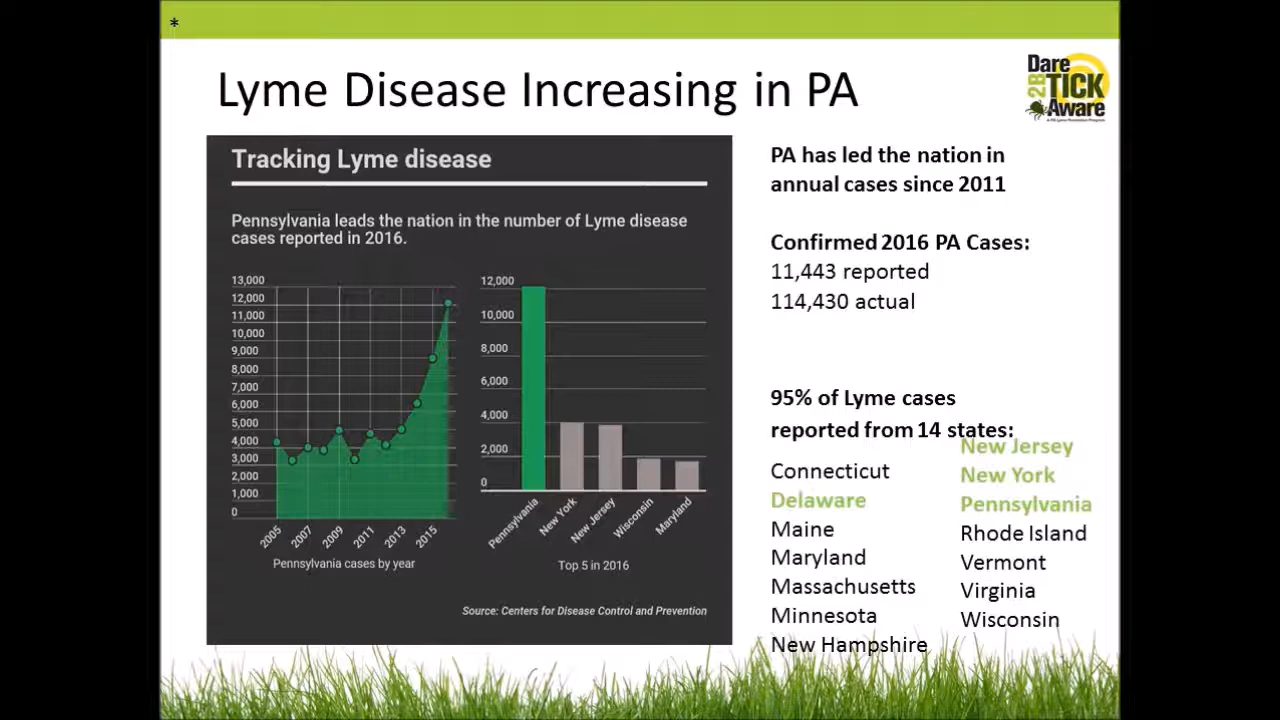 *
Lyme Disease Increasing in PA
Dare
2B
TICK
Aware
Tracking Lyme disease
Pennsylvania leads the nation in the number of Lyme disease
cases reported in 2016.
13,000
12,000
11,000
10,000
9,000
8,000
7,000
6,000
5,000
4,000
3,000
2,000
1,000
0
2005
2007
2009
2011
2013
2015
Pennsylvania cases by year
12,000
10,000
8,000
6,000
4,000
2,000
0
Pennsylvania
New York
New Jersey
Wisconsin
Maryland
Top 5 in 2016
Source: Centers for Disease Control and Prevention
PA has led the nation in
annual cases since 2011
Confirmed 2016 PA Cases:
11,443 reported
114,430 actual
95% of Lyme cases
reported from 14 states:
Connecticut
Delaware
Maine
Maryland
Massachusetts
Minnesota
New Hampshire
New Jersey
New York
Pennsylvania
Rhode Island
Vermont
Virginia
Wisconsin